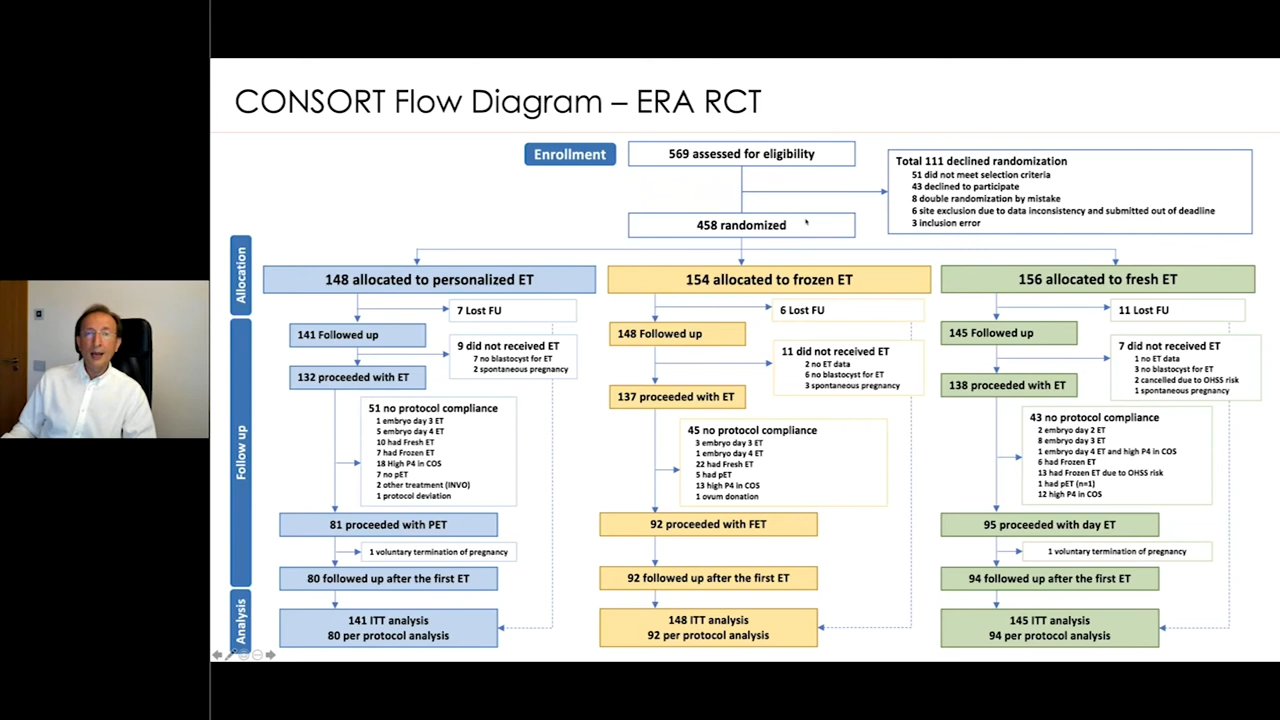 CONSORT Flow Diagram – ERA RCT
Enrollment
569 assessed for eligibility
Total 111 declined randomization
51 did not meet selection criteria
43 declined to participate
8 double randomization by mistake
6 site exclusion due to data inconsistency and submitted out of deadline
3 inclusion error
458 randomized
Allocation
148 allocated to personalized ET
154 allocated to frozen ET
156 allocated to fresh ET
Follow up
7 Lost FU
141 Followed up
9 did not received ET
7 no blastocyst for ET
2 spontaneous pregnancy
132 proceeded with ET
51 no protocol compliance
1 embryo day 3 ET
5 embryo day 4 ET
10 had Fresh ET
7 had Frozen ET
18 High P4 in COS
7 no pET
2 other treatment (INVO)
1 protocol deviation
81 proceeded with PET
1 voluntary termination of pregnancy
80 followed up after the first ET
6 Lost FU
148 Followed up
11 did not received ET
2 no ET data
6 no blastocyst for ET
3 spontaneous pregnancy
137 proceeded with ET
45 no protocol compliance
3 embryo day 3 ET
1 embryo day 4 ET
22 had Fresh ET
5 had pET
13 high P4 in COS
1 ovum donation
92 proceeded with FET
92 followed up after the first ET
11 Lost FU
145 Followed up
7 did not received ET
1 no ET data
3 no blastocyst for ET
2 cancelled due to OHSS risk
1 spontaneous pregnancy
138 proceeded with ET
43 no protocol compliance
2 embryo day 2 ET
8 embryo day 3 ET
1 embryo day 4 ET and high P4 in COS
6 had Frozen ET
13 had Frozen ET due to OHSS risk
1 had pET (n=1)
12 high P4 in COS
95 proceeded with day ET
1 voluntary termination of pregnancy
94 followed up after the first ET
Analysis
141 ITT analysis
80 per protocol analysis
148 ITT analysis
92 per protocol analysis
145 ITT analysis
94 per protocol analysis